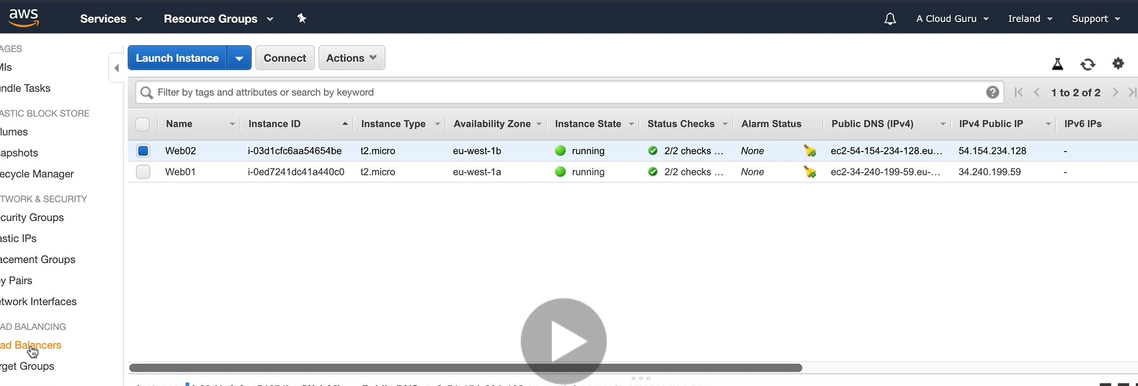 aws Services Resource Groups A Cloud Guru Ireland Support
AGES
MIs
undle Tasks
ASTIC BLOCK STORE
lumes
apshots
ecycle Manager
TWORK & SECURITY
curity Groups
astic IPs
acement Groups
y Pairs
etwork Interfaces
AD BALANCING
ad Balancers
rget Groups
Launch Instance Connect Actions
Filter by tags and attributes or search by keyword 1 to 2 of 2
Name Instance ID Instance Type Availability Zone Instance State Status Checks Alarm Status Public DNS (IPv4) IPv4 Public IP IPv6 IPs
Web02 i-03d1cfc6aa54654be t2.micro eu-west-1b running 2/2 checks ... None ec2-54-154-234-128.eu... 54.154.234.128 -
Web01 i-0ed7241dc41a440c0 t2.micro eu-west-1a running 2/2 checks ... None ec2-34-240-199-59.eu-... 34.240.199.59 -